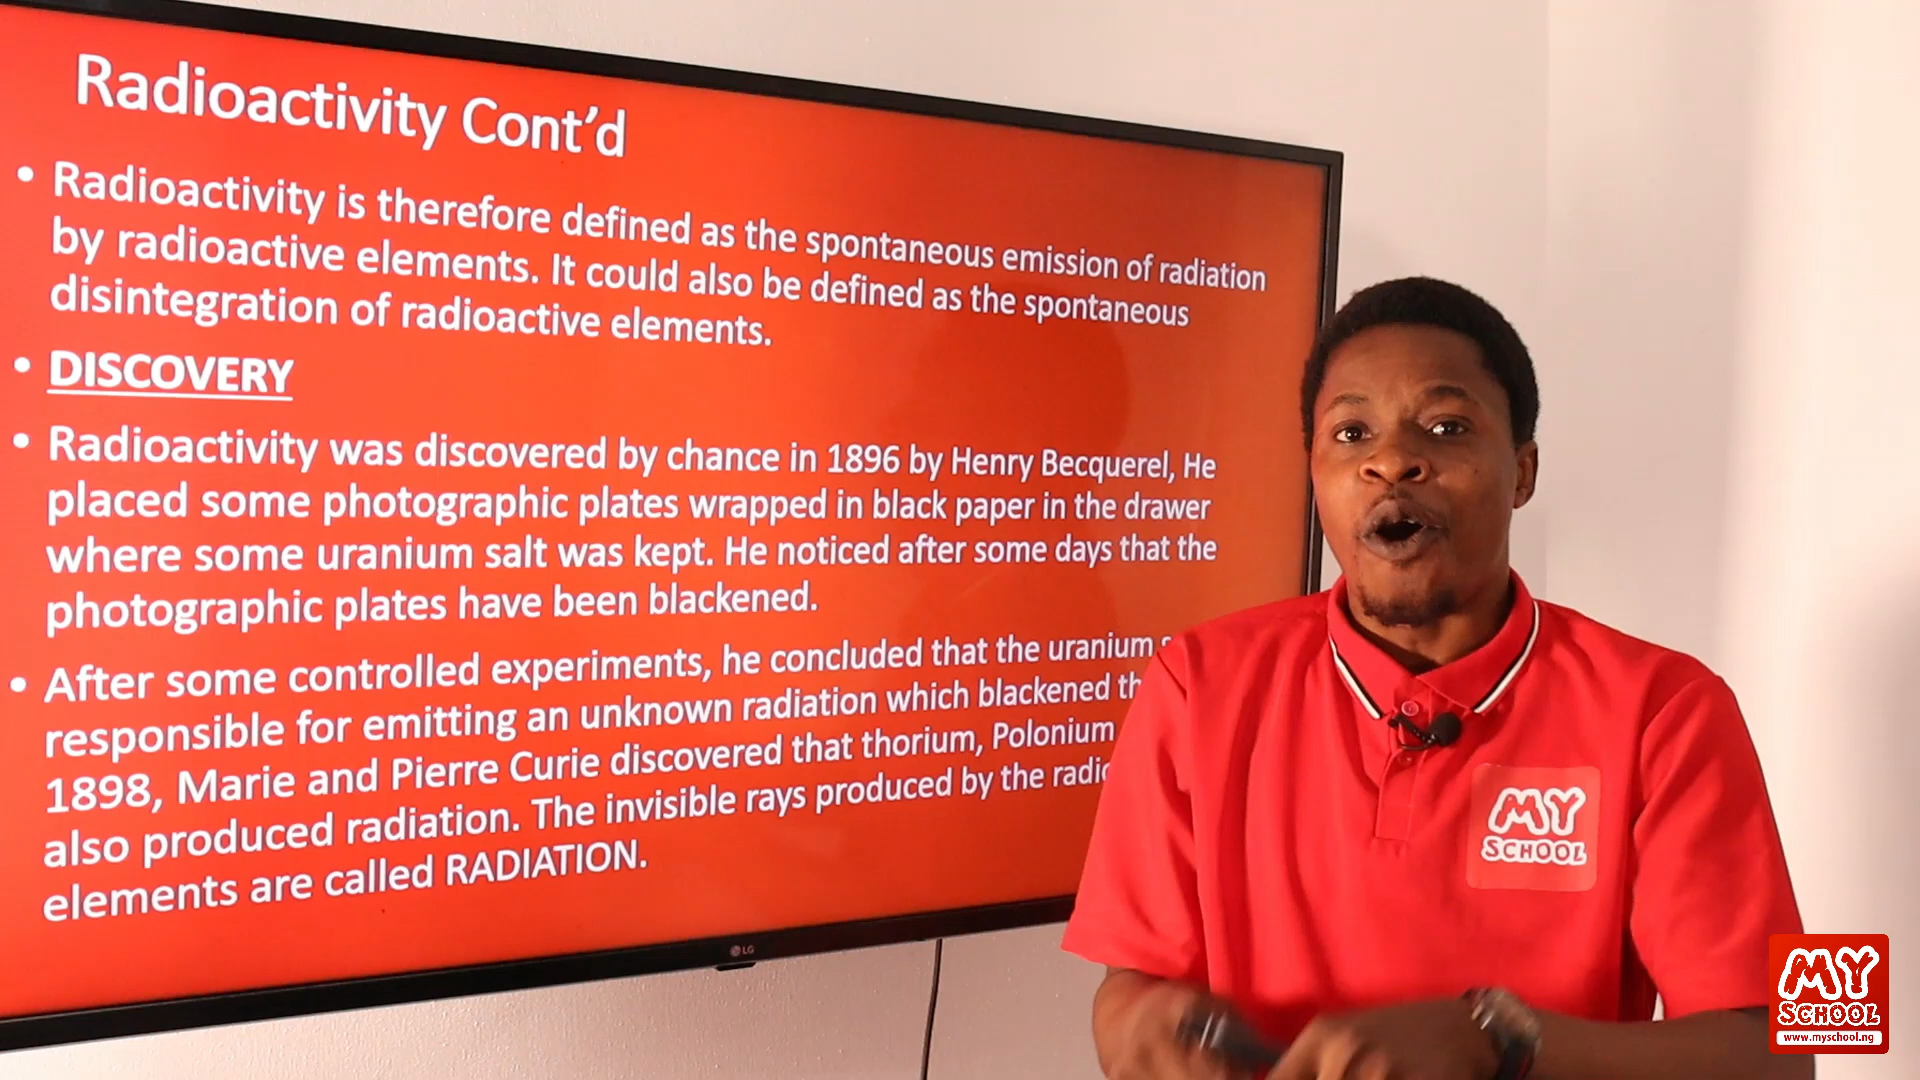 Radioactivity Cont’d
• Radioactivity is therefore defined as the spontaneous emission of radiation
by radioactive elements. It could also be defined as the spontaneous
disintegration of radioactive elements.
• DISCOVERY
• Radioactivity was discovered by chance in 1896 by Henry Becquerel, He
placed some photographic plates wrapped in black paper in the drawer
where some uranium salt was kept. He noticed after some days that the
photographic plates have been blackened.
• After some controlled experiments, he concluded that the uranium
responsible for emitting an unknown radiation which blackened
1898, Marie and Pierre Curie discovered that thorium, Polonium
also produced radiation. The invisible rays produced by the
elements are called RADIATION.
LG
MY
SCHOOL
MY
SCHOOL
www.myschool.ng